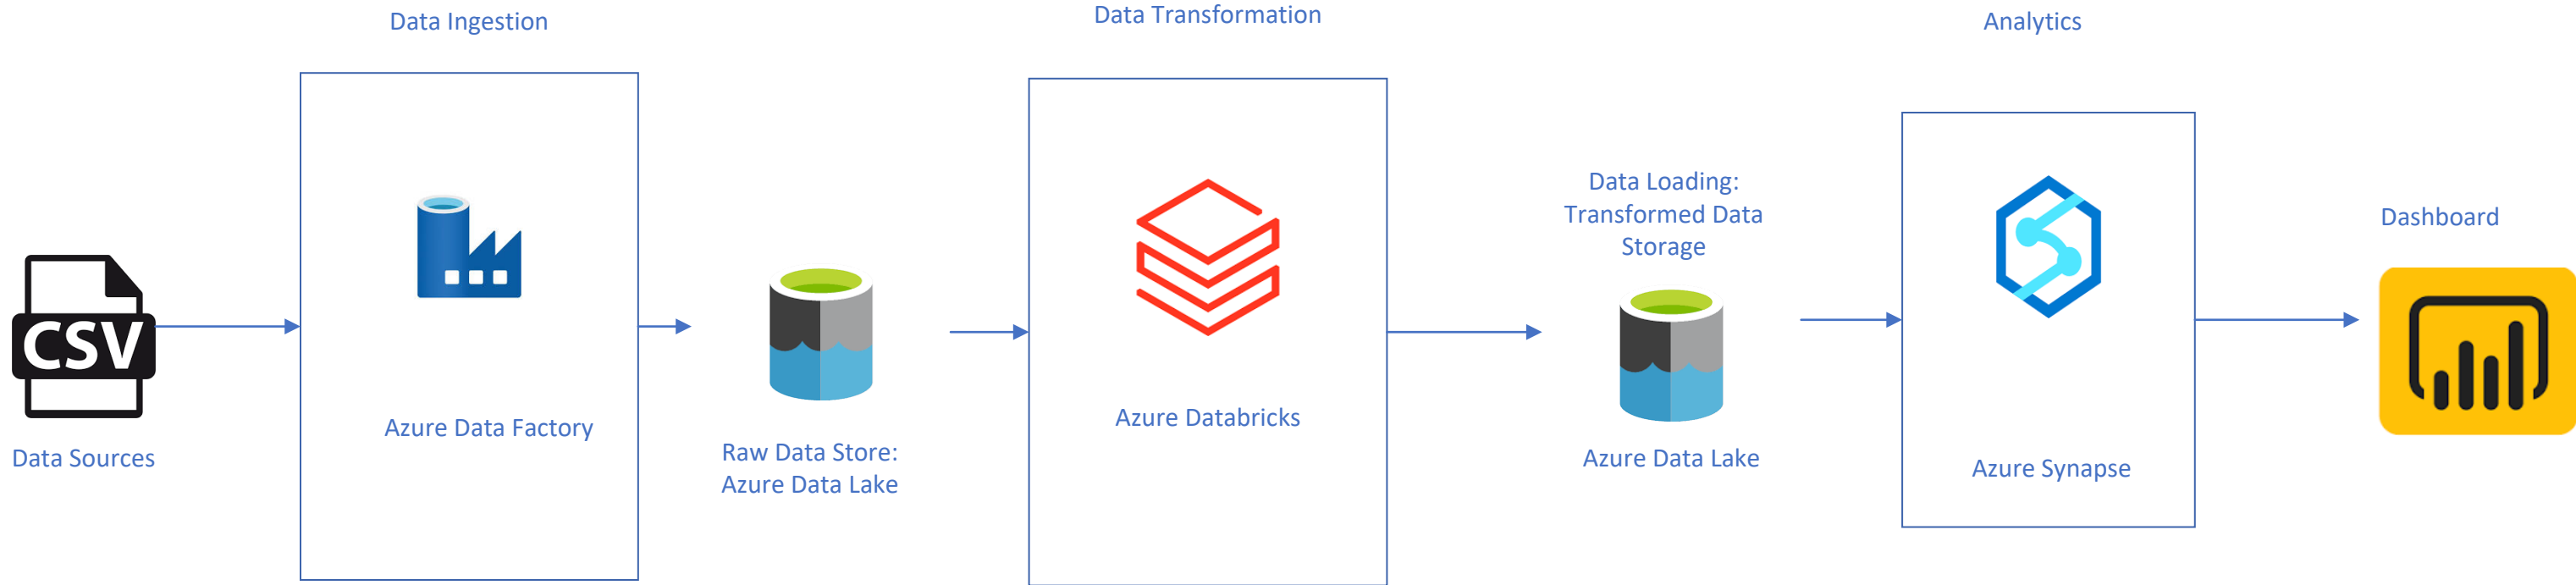 Data Ingestion
Data Transformation
Analytics
CSV
Data Sources
Azure Data Factory
Raw Data Store:
Azure Data Lake
Azure Databricks
Data Loading:
Transformed Data
Storage
Azure Data Lake
Azure Synapse
Dashboard